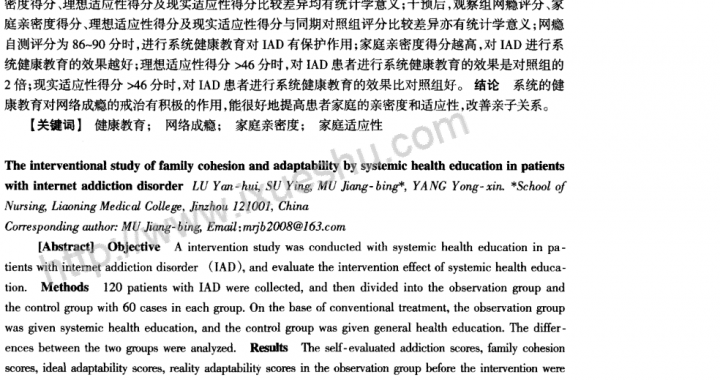 密度得分、理想适应性得分及现实适应性得分比较差异均有统计学意义;干预后,观察组网瘾评分、家
庭亲密度得分、理想适应性得分及现实适应性得分与同期对照组评分比较差异亦有统计学意义;网瘾
自测评分为 86~90 分时,进行系统健康教育对 IAD 有保护作用;家庭亲密度得分越高,对 IAD 进行系
统健康教育的效果越好;理想适应性得分 >46 分时,对 IAD 患者进行系统健康教育的效果是对照组的
2 倍;现实适应性得分 >46 分时,对 IAD 患者进行系统健康教育的效果比对照组好。 结论 系统的健
康教育对网络成瘾的戒治有积极的作用,能很好地提高患者家庭的亲密度和适应性,改善亲子关系。
【关键词】 健康教育; 网络成瘾; 家庭亲密度; 家庭适应性
The interventional study of family cohesion and adaptability by systemic health education in patients
with internet addiction disorder LU Yan-hui, SU Ying, MU Jiang-bing*, YANG Yong-xin. *School of
Nursing, Liaoning Medical College, Jinzhou 121001, China
Corresponding author: MU Jiang-bing, Email:mrjb2008@163.com
[Abstract] Objective A intervention study was conducted with systemic health education in pa-
tients with internet addiction disorder (IAD), and evaluate the intervention effect of systemic health educa-
tion. Methods 120 patients with IAD were collected, and then divided into the observation group and
the control group with 60 cases in each group. On the base of conventional treatment, the observation group
was given systemic health education, and the control group was given general health education. The differ-
ences between the two groups were analyzed. Results The self-evaluated addiction scores, family cohesion
scores, ideal adaptability scores, reality adaptability scores in the observation group before the intervention were
http://www.ixueshu.com